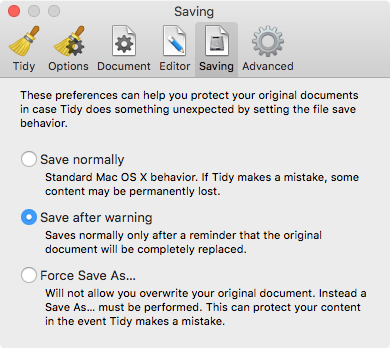 Saving
Tidy Options Document Editor Saving Advanced
These preferences can help you protect your original documents
in case Tidy does something unexpected by setting the file save
behavior.
Save normally
Standard Mac OS X behavior. If Tidy makes a mistake, some
content may be permanently lost.
Save after warning
Saves normally only after a reminder that the original
document will be completely replaced.
Force Save As...
Will not allow you overwrite your original document. Instead a
Save As... must be performed. This can protect your content
in the event Tidy makes a mistake.